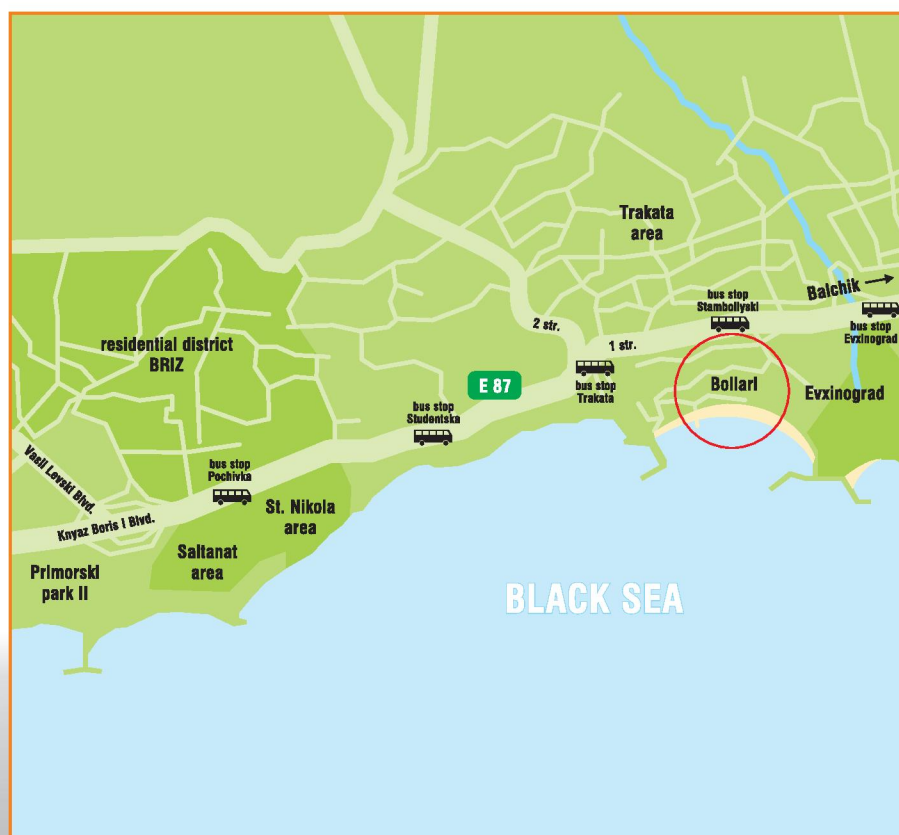 Trakata
area
Balchik
bus stop
Stambollyski
bus stop
Evxinograd
2 str.
1 str.
residential district
BRIZ
E 87
bus stop
Trakata
Bollarl
Evxinograd
bus stop
Studentska
bus stop
Pochivka
Vasil Levski Blvd.
Knyaz Boris I Blvd.
St. Nikola
area
Saltanat
area
Primorski
park II
BLACK SEA